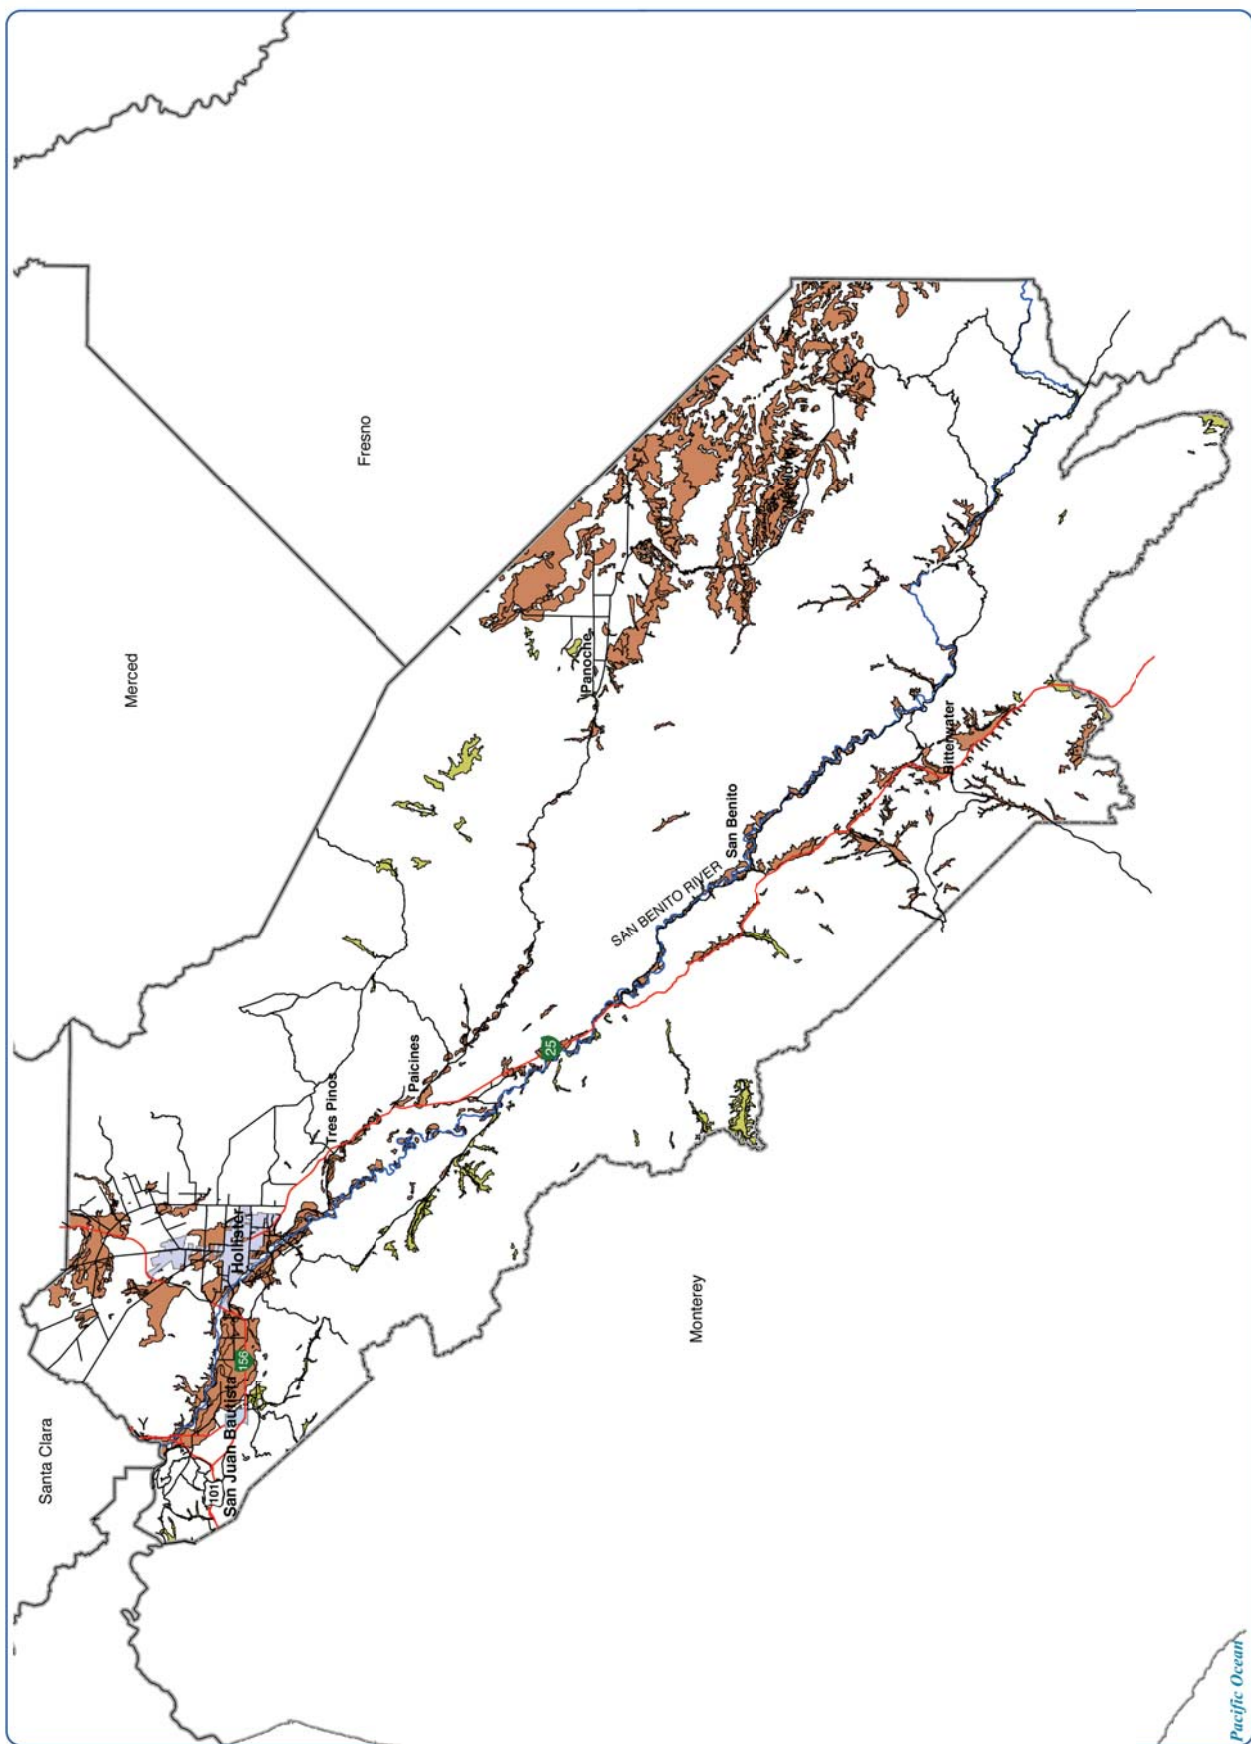 Santa Clara
Merced
Fresno
Y
101
San Juan Bautista
156
Hollister
Tres Pinos
Paicines
25
SAN BENITO RIVER
San Benito
Panoche
Bitterwater
Monterey
Pacific Ocean